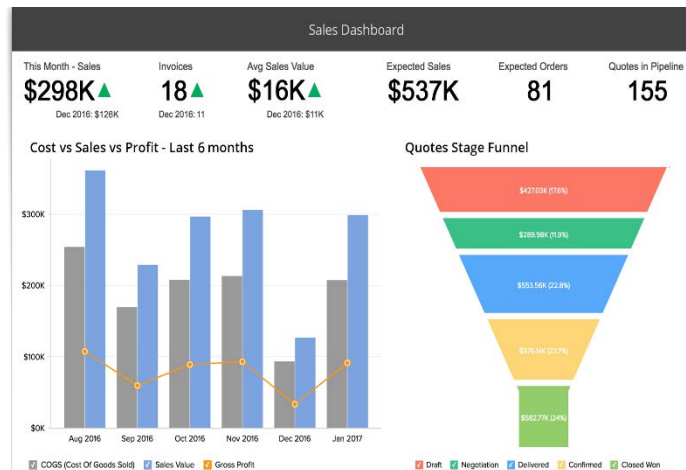 Sales Dashboard
This Month - Sales
$298K
Dec 2016: $126K
Invoices
18
Dec 2016: 11
Avg Sales Value
$16K
Dec 2016: $11K
Expected Sales
$537K
Expected Orders
81
Quotes in Pipeline
155
Cost vs Sales vs Profit - Last 6 months
$300K
$200K
$100K
$0K
Aug 2016 Sep 2016 Oct 2016 Nov 2016 Dec 2016 Jan 2017
COGS (Cost Of Goods Sold) Sales Value Gross Profit
Quotes Stage Funnel
$427.03K (17.6%)
$289.98K (11.9%)
$553.56K (22.8%)
$576.14K (23.7%)
$582.77K (24%)
Draft Negotiation Delivered Confirmed Closed Won